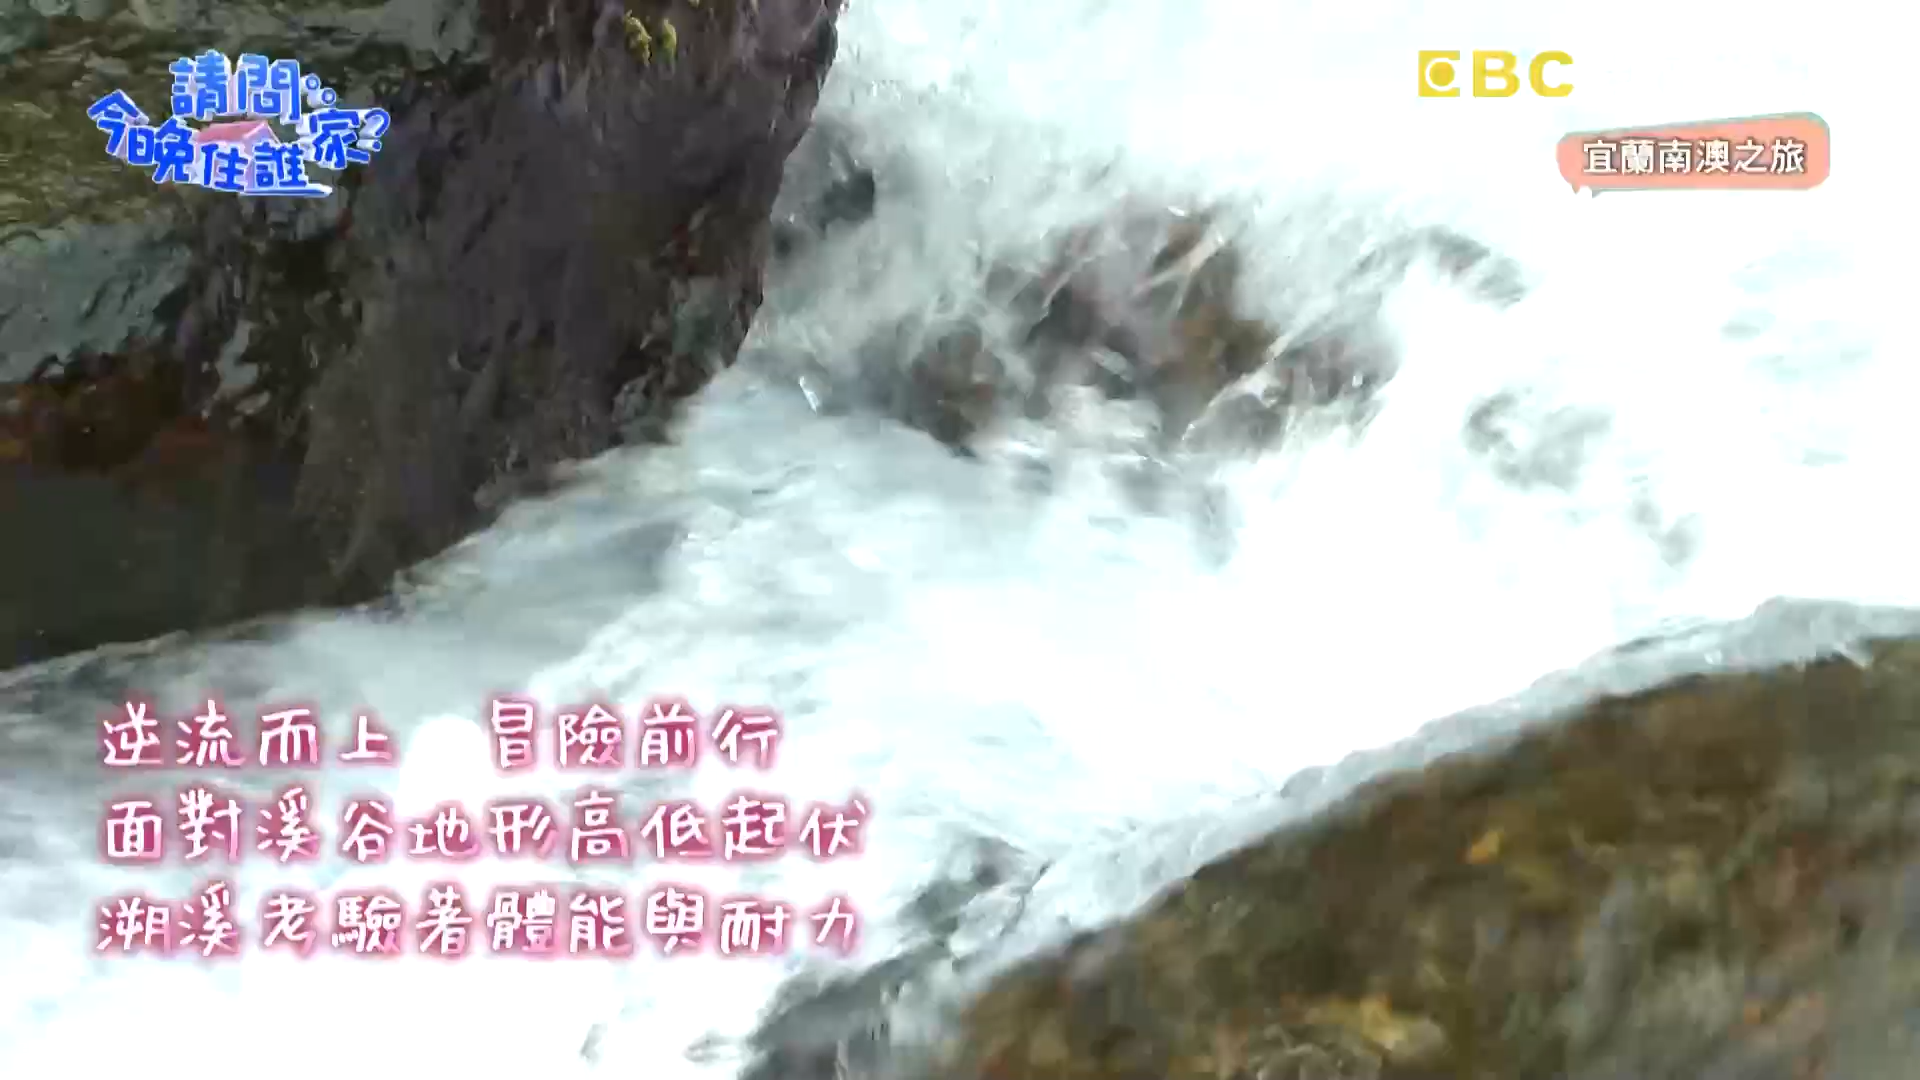 請問
今晚住誰家?
EBC
宜蘭南澳之旅
逆流而上 冒險前行
面對溪谷地形高低起伏
溯溪考驗著體能與耐力